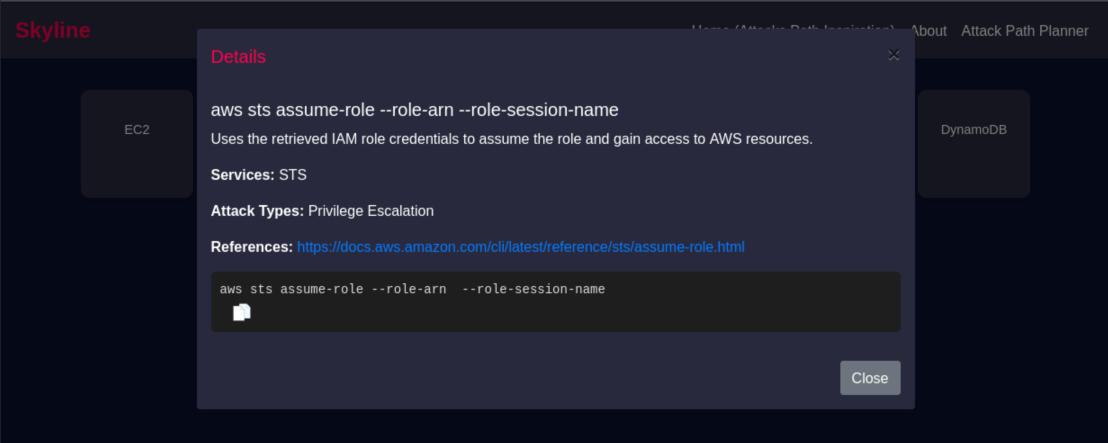 Skyline
Home (Attacks Path Inspiration) About Attack Path Planner
Details
×
EC2
DynamoDB
aws sts assume-role --role-arn --role-session-name
Uses the retrieved IAM role credentials to assume the role and gain access to AWS resources.
Services: STS
Attack Types: Privilege Escalation
References: https://docs.aws.amazon.com/cli/latest/reference/sts/assume-role.html
aws sts assume-role --role-arn  --role-session-name
Close